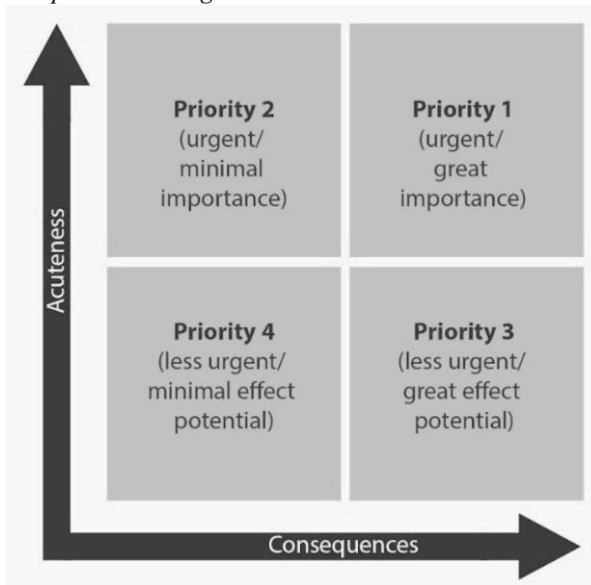 Priority 2
(urgent/
minimal
importance)
Priority 1
(urgent/
great
importance)
Acuteness
Priority 4
(less urgent/
minimal effect
potential)
Priority 3
(less urgent/
great effect
potential)
Consequences